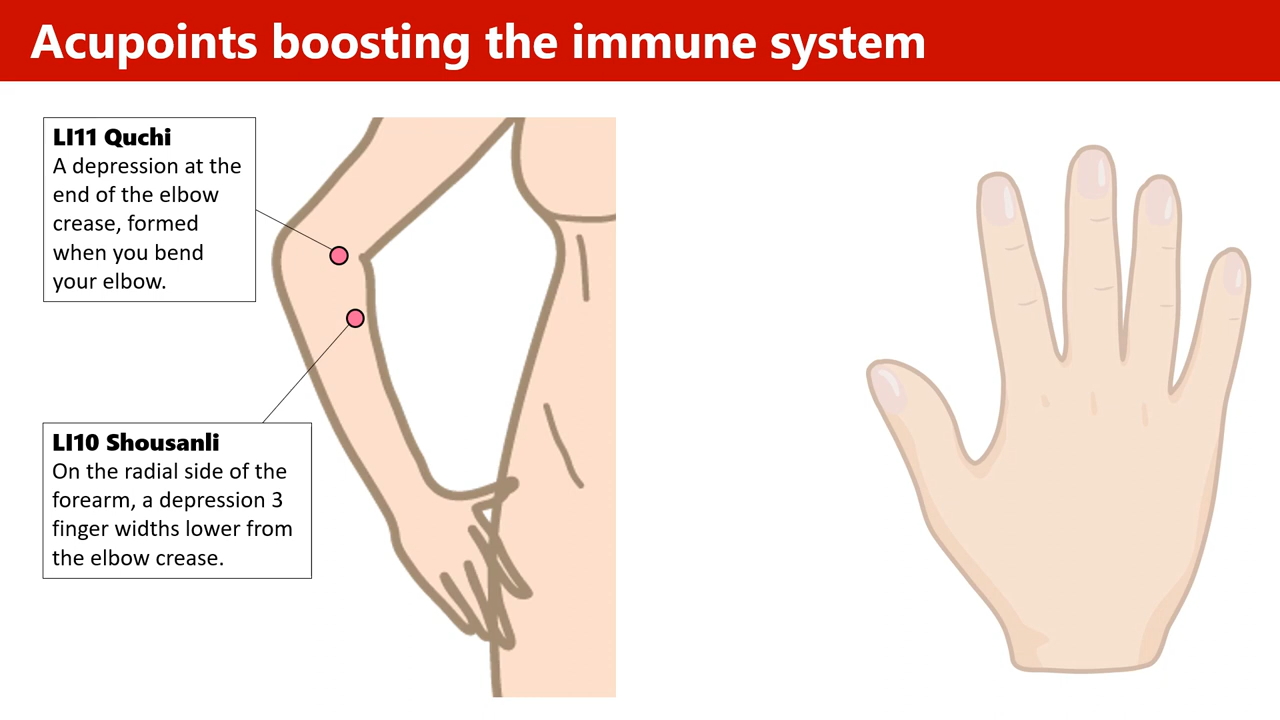 Acupoints boosting the immune system
LI11 Quchi
A depression at the
end of the elbow
crease, formed
when you bend
your elbow.
LI10 Shousanli
On the radial side of the
forearm, a depression 3
finger widths lower from
the elbow crease.